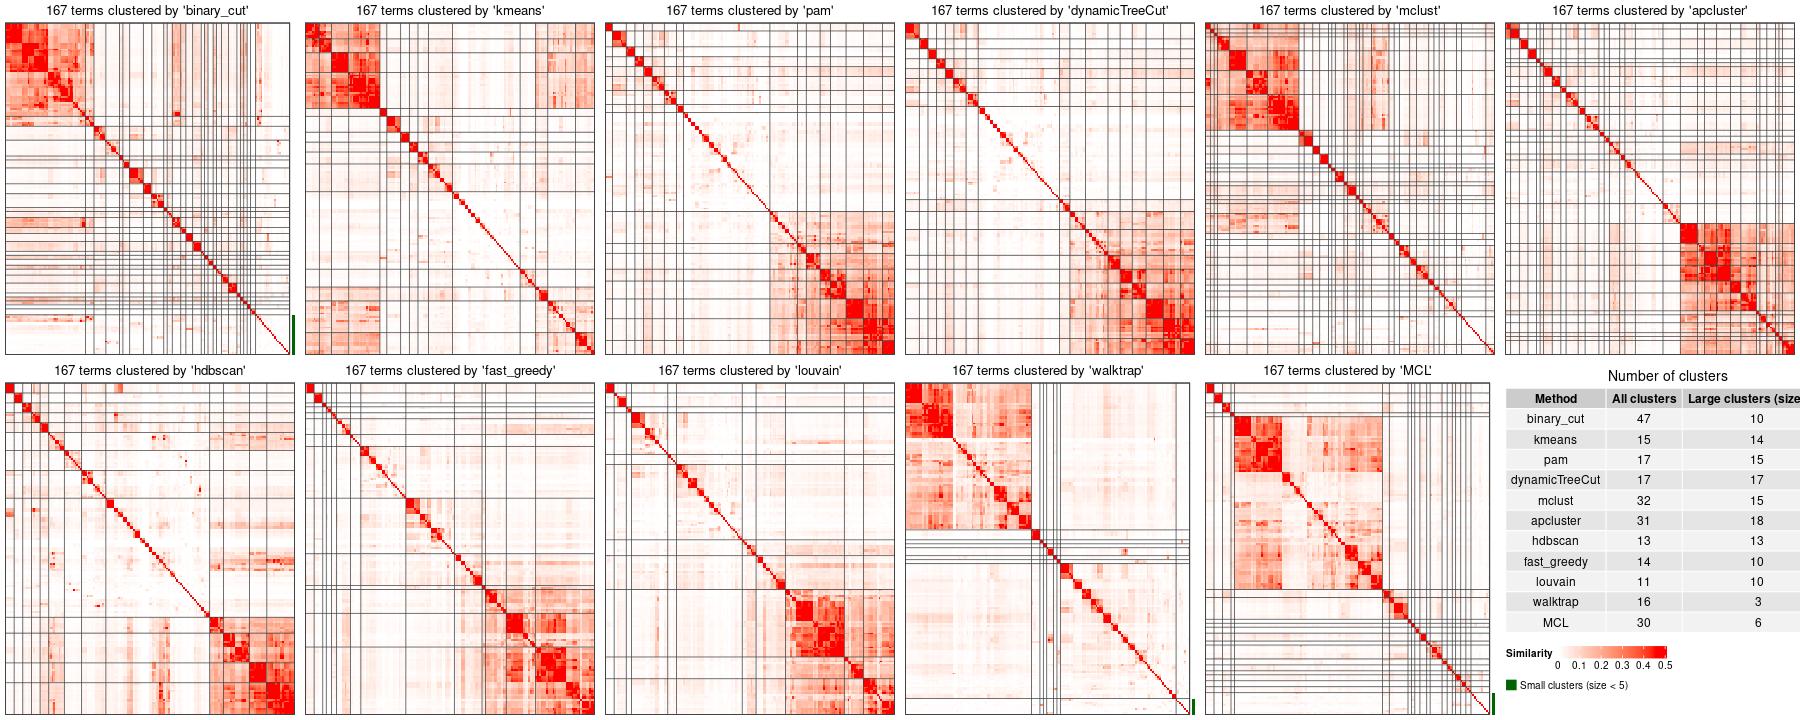 167 terms clustered by 'binary_cut'
167 terms clustered by 'kmeans'
167 terms clustered by 'pam'
167 terms clustered by 'dynamicTreeCut'
167 terms clustered by 'mclust'
167 terms clustered by 'apcluster'
167 terms clustered by 'hdbscan'
167 terms clustered by 'fast_greedy'
167 terms clustered by 'louvain'
167 terms clustered by 'walktrap'
167 terms clustered by 'MCL'
Number of clusters
Method All clusters Large clusters (size
binary_cut 47 10
kmeans 15 14
pam 17 15
dynamicTreeCut 17 17
mclust 32 15
apcluster 31 18
hdbscan 13 13
fast_greedy 14 10
louvain 11 10
walktrap 16 3
MCL 30 6
Similarity
0 0.1 0.2 0.3 0.4 0.5
Small clusters (size < 5)